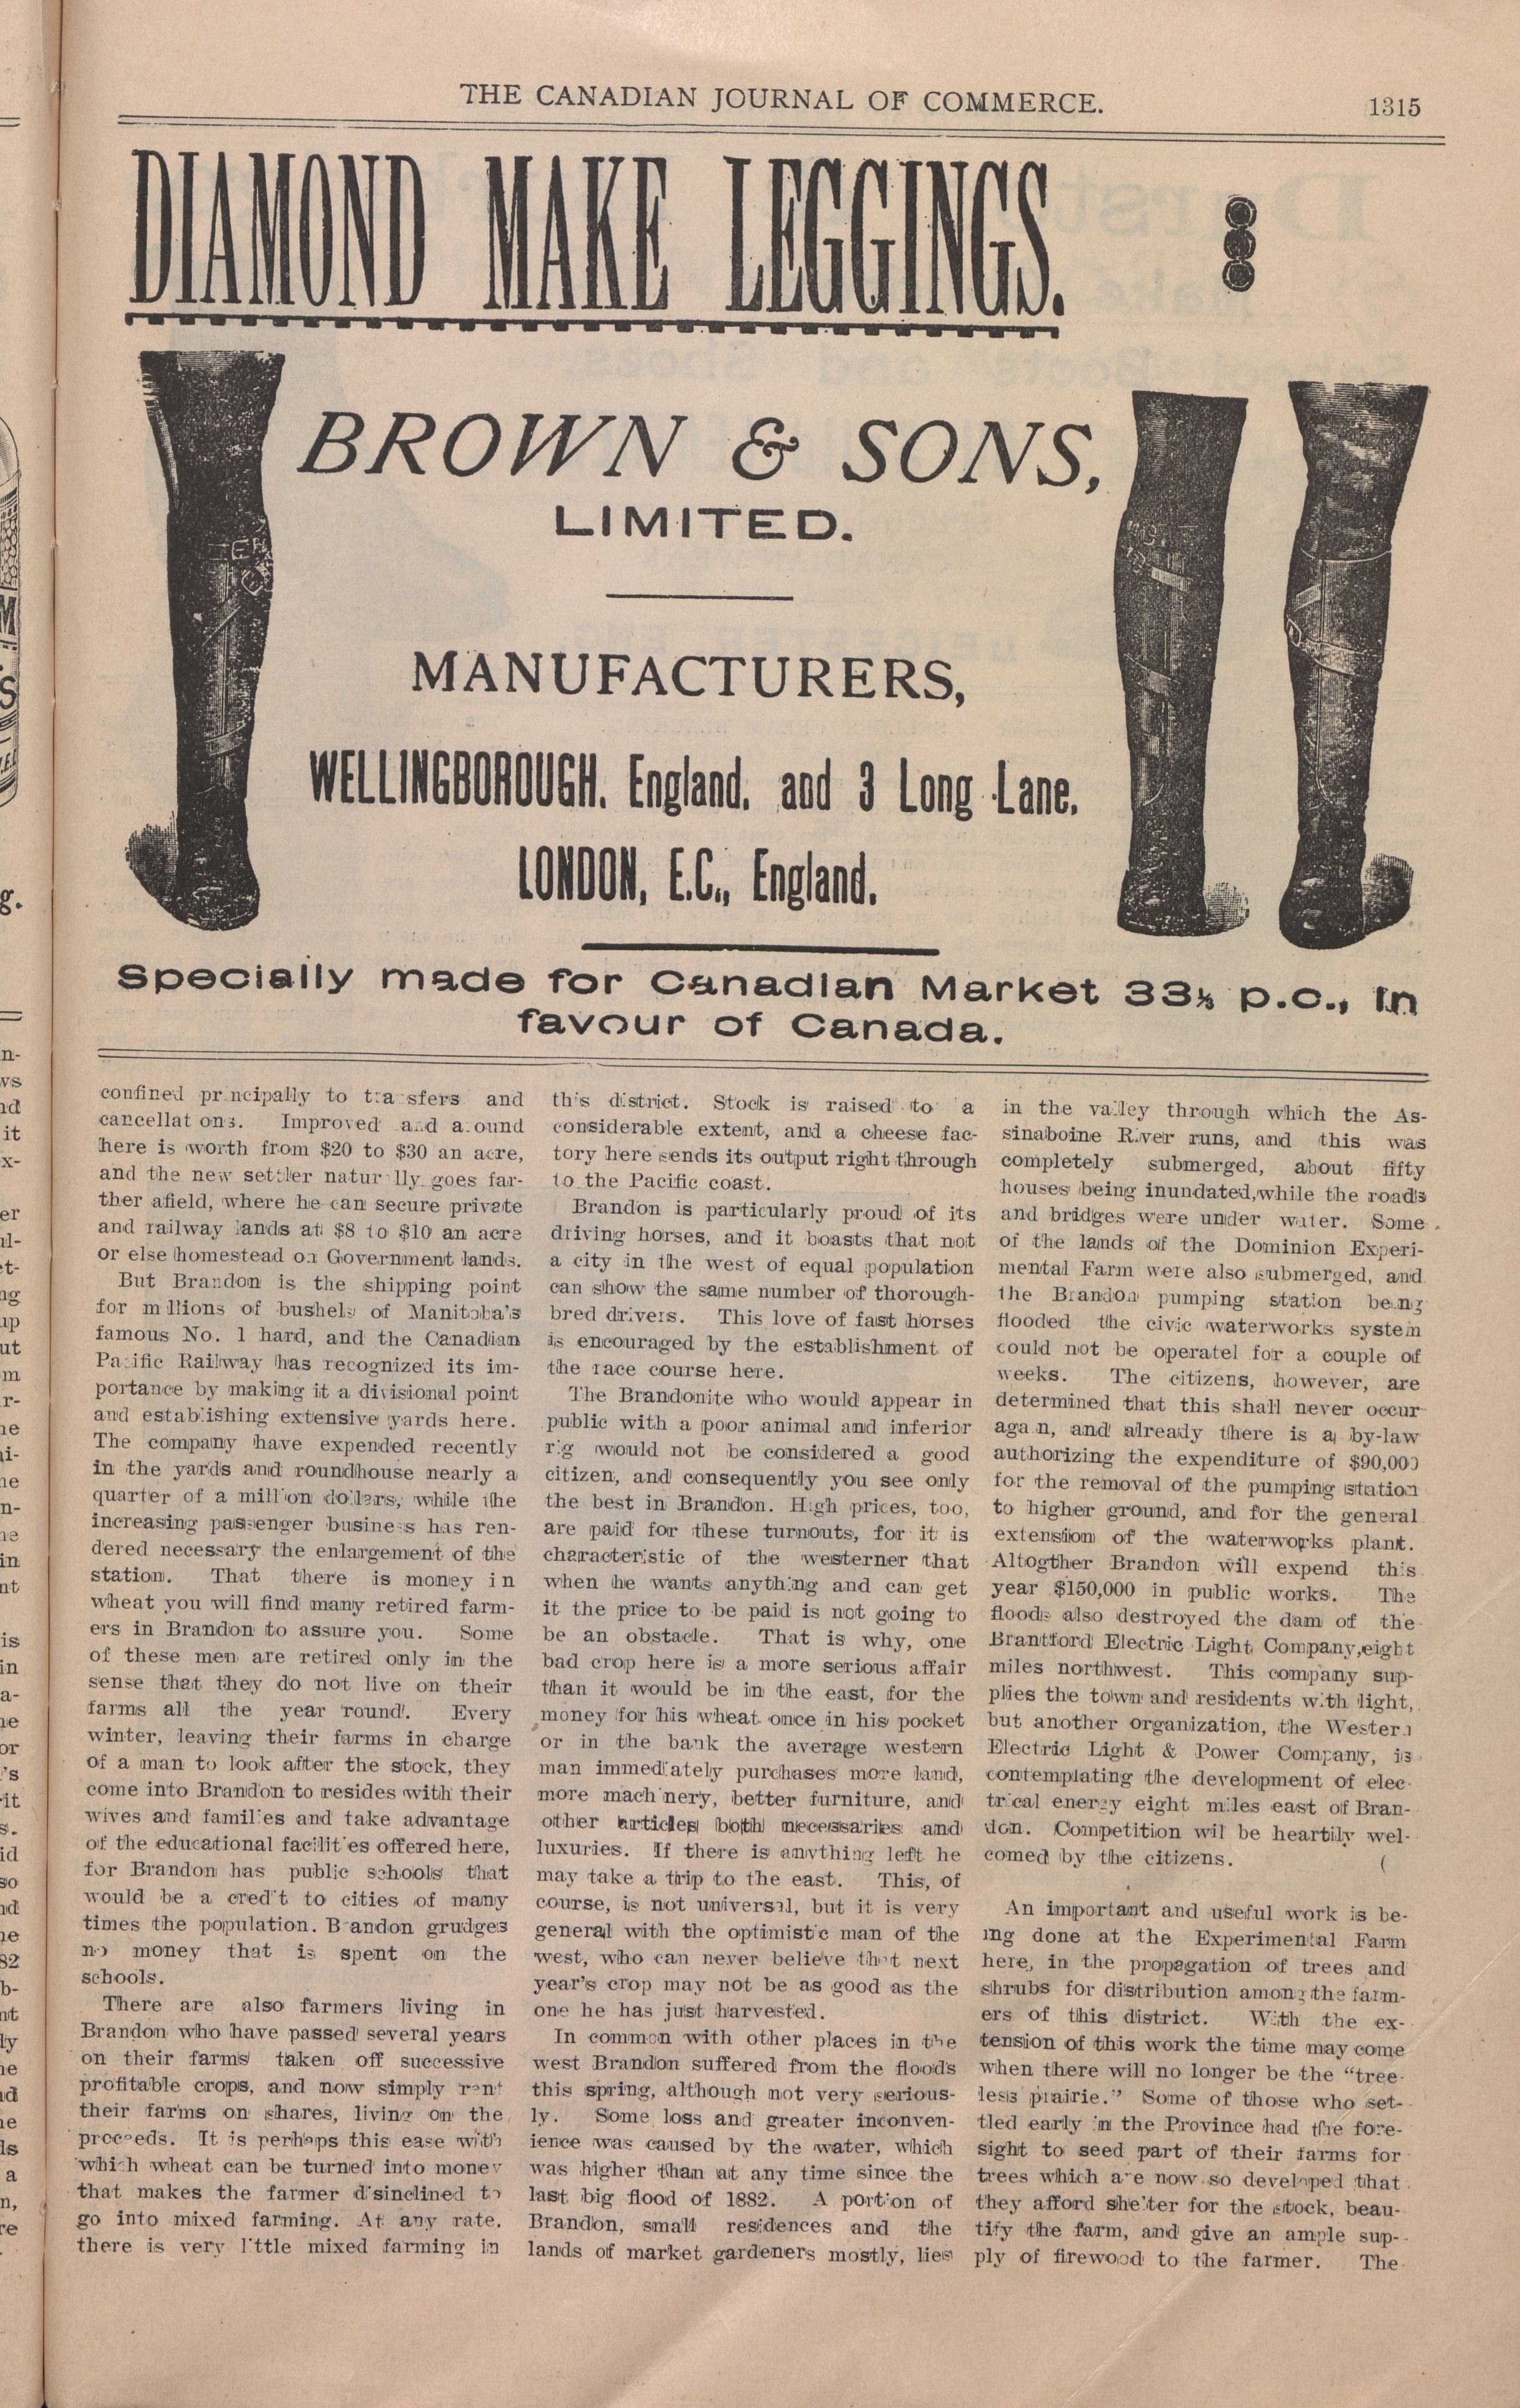 THE CANADIAN JOURNAL OF COMMERCE.
1315
DIAMOND MAKE LEGGINGS.
BROWN & SONS,
LIMITED.
MANUFACTURERS,
WELLINGBOROUGH. England. and 3 Long Lane.
LONDON, E.C., England.
Specially made for Canadian Market 33⅓ p.c., in
favour of Canada.
confined principally to transfers and
cancellations. Improved land around
here is worth from $20 to $30 an acre,
and the new settler naturally goes far-
ther afield, where he can secure private
and railway lands at $8 to $10 an acre
or else homestead on Government lands.
But Brandon is the shipping point
for millions of bushels of Manitoba's
famous No. 1 hard, and the Canadian
Pacific Railway has recognized its im-
portance by making it a divisional point
and establishing extensive yards here.
The company have expended recently
in the yards and roundhouse nearly a
quarter of a million dollars, while the
increasing passenger business has ren-
dered necessary the enlargement of the
station. That there is money in
wheat you will find many retired farm-
ers in Brandon to assure you. Some
of these men are retired only in the
sense that they do not live on their
farms all the year round. Every
winter, leaving their farms in charge
of a man to look after the stock, they
come into Brandon to resides with their
wives and families and take advantage
of the educational facilities offered here,
for Brandon has public schools that
would be a credit to cities of many
times the population. Brandon grudges
no money that is spent on the
schools.
There are also farmers living in
Brandon who have passed several years
on their farms taken off successive
profitable crops, and now simply rent
their farms on shares, living on the
proceeds. It is perhaps this ease with
which wheat can be turned into money
that makes the farmer disinclined to
go into mixed farming. At any rate.
there is very little mixed farming in
this district. Stock is raised to a
considerable extent, and a cheese fac-
tory here sends its output right through
to the Pacific coast.
Brandon is particularly proud of its
driving horses, and it boasts that not
a city in the west of equal population
can show the same number of thorough-
bred drivers. This love of fast horses
is encouraged by the establishment of
the race course here.
The Brandonite who would appear in
public with a poor animal and inferior
rig would not be considered a good
citizen, and consequently you see only
the best in Brandon. High prices, too,
are paid for these turnouts, for it is
characteristic of the westerner that
when he wants anything and can get
it the price to be paid is not going to
be an obstacle. That is why, one
bad crop here is a more serious affair
than it would be in the east, for the
money for his wheat once in his pocket
or in the bank the average western
man immediately purchases more land,
more machinery, better furniture, and
other articles both necessaries and
luxuries. If there is anything left he
may take a trip to the east. This, of
course, is not universal, but it is very
general with the optimistic man of the
west, who can never believe that next
year's crop may not be as good as the
one he has just harvested.
In common with other places in the
west Brandon suffered from the floods
this spring, although not very serious-
ly. Some loss and greater inconven-
ience was caused by the water, which
was higher than at any time since the
last big flood of 1882. A portion of
Brandon, small residences and the
lands of market gardeners mostly, lies
in the valley through which the As-
sinaboine River runs, and this was
completely submerged, about fifty
houses being inundated, while the roads
and bridges were under water. Some
of the lands of the Dominion Experi-
mental Farm were also submerged, and
the Brandon pumping station being
flooded the civic waterworks system
could not be operatel for a couple of
weeks. The citizens, however, are
determined that this shall never occur
again, and already there is a by-law
authorizing the expenditure of $90,000
for the removal of the pumping station
to higher ground, and for the general
extension of the waterworks plant.
Altogther Brandon will expend this
year $150,000 in public works. The
floods also destroyed the dam of the
Brantford Electric Light Company, eight
miles northwest. This company sup-
plies the town and residents with light,
but another organization, the Western
Electric Light & Power Company, is
contemplating the development of elec-
trical energy eight miles east of Bran-
don. Competition wil be heartily wel-
comed by the citizens.
An important and useful work is be-
ing done at the Experimental Farm
here, in the propagation of trees and
shrubs for distribution among the farm-
ers of this district. With the ex-
tension of this work the time may come
when there will no longer be the "tree-
less prairie." Some of those who set-
tled early in the Province had the fore-
sight to seed part of their farms for
trees which are now so developed that
they afford shelter for the stock, beau-
tify the farm, and give an ample sup-
ply of firewood to the farmer. The